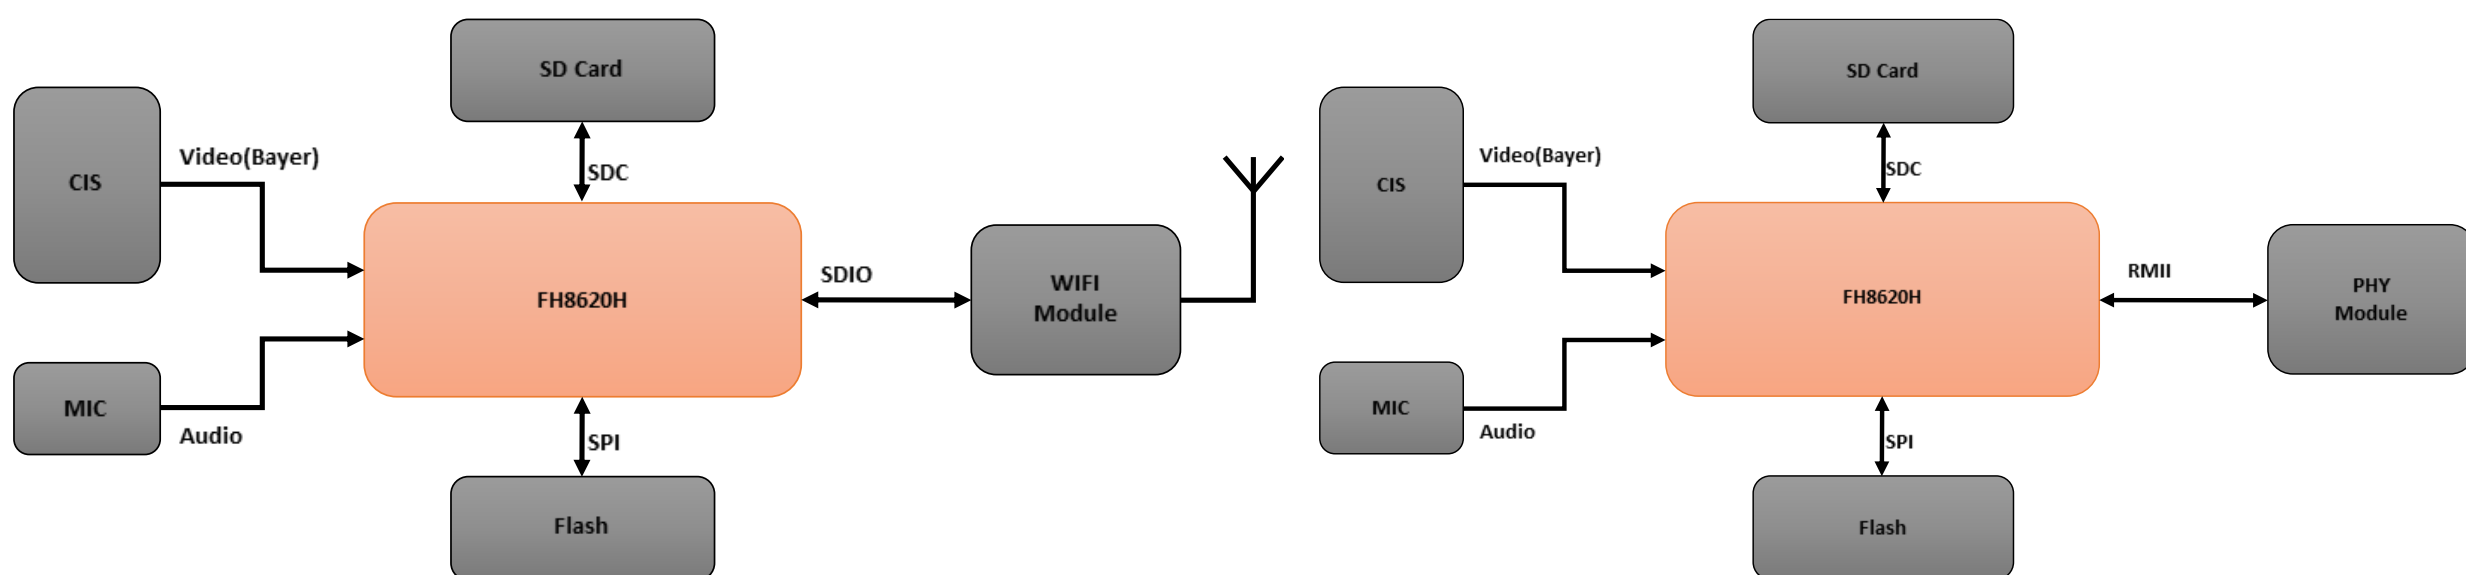 SD Card
CIS
Video(Bayer)
SDC
FH8620H
SDIO
WIFI
Module
MIC
Audio
SPI
Flash
SD Card
CIS
Video(Bayer)
SDC
FH8620H
RMII
PHY
Module
MIC
Audio
SPI
Flash